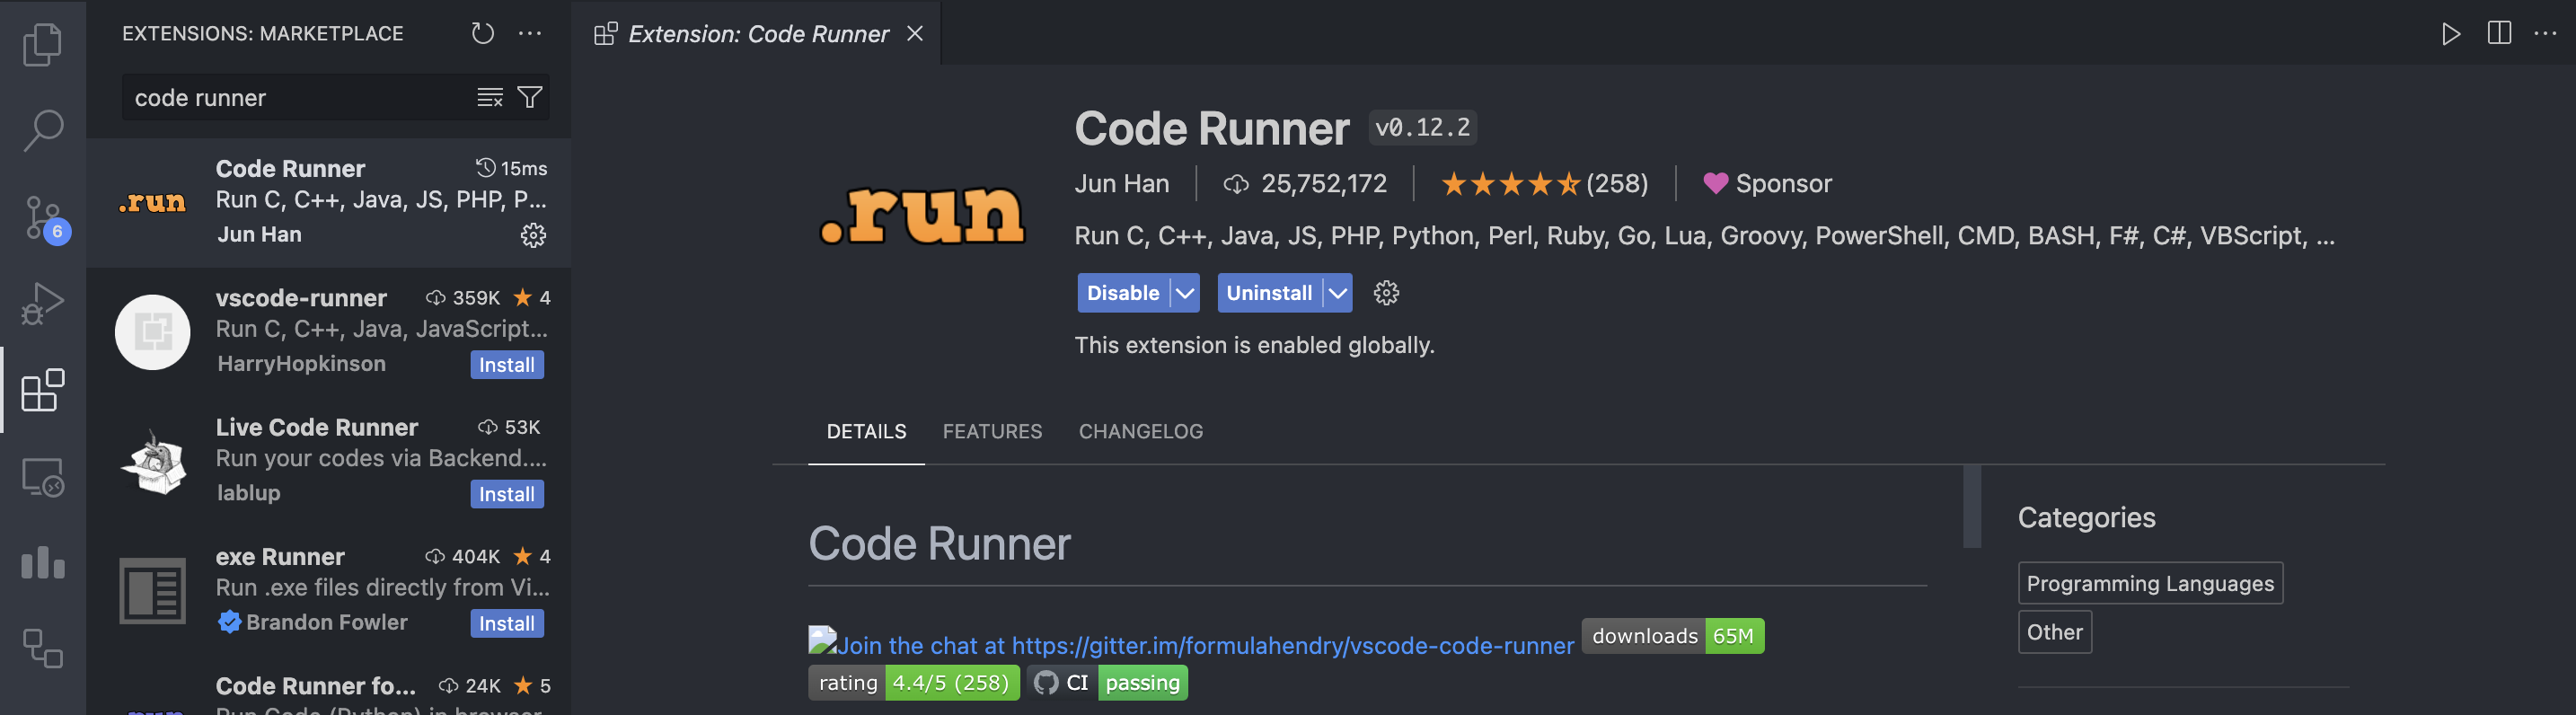 EXTENSIONS: MARKETPLACE
code runner
6
.run
Code Runner 15ms
Run C, C++, Java, JS, PHP, P...
Jun Han
vscode-runner 359K 4
Run C, C++, Java, JavaScript...
HarryHopkinson Install
Live Code Runner 53K
Run your codes via Backend....
lablup Install
exe Runner 404K 4
Run .exe files directly from Vi...
Brandon Fowler Install
Code Runner fo... 24K 5
Run Code (Python) in browser
Extension: Code Runner
.run
Code Runner v0.12.2
Jun Han 25,752,172 (258) Sponsor
Run C, C++, Java, JS, PHP, Python, Perl, Ruby, Go, Lua, Groovy, PowerShell, CMD, BASH, F#, C#, VBScript, ...
Disable Uninstall
This extension is enabled globally.
DETAILS FEATURES CHANGELOG
Code Runner
Join the chat at https://gitter.im/formulahendry/vscode-code-runner downloads 65M
rating 4.4/5 (258) CI passing
Categories
Programming Languages
Other